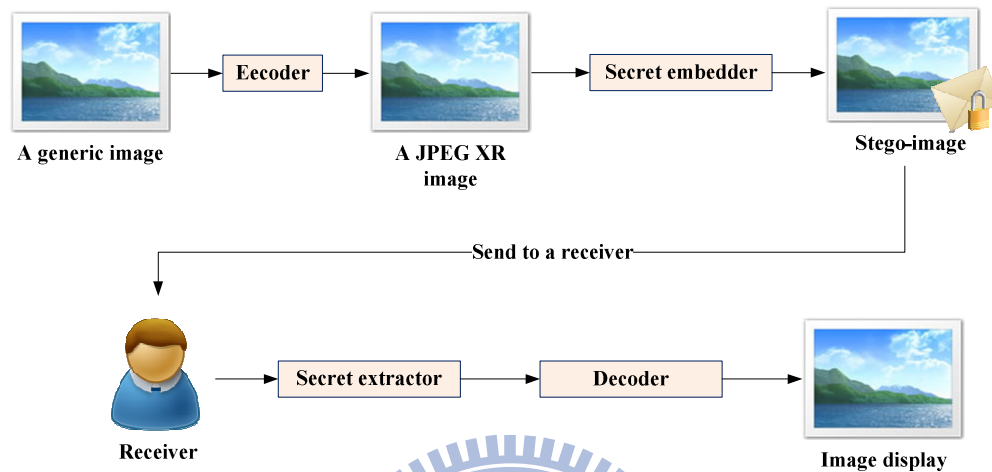 Eecoder
Secret embedder
A generic image
A JPEG XR
image
Stego-image
Send to a receiver
Secret extractor
Decoder
Receiver
Image display